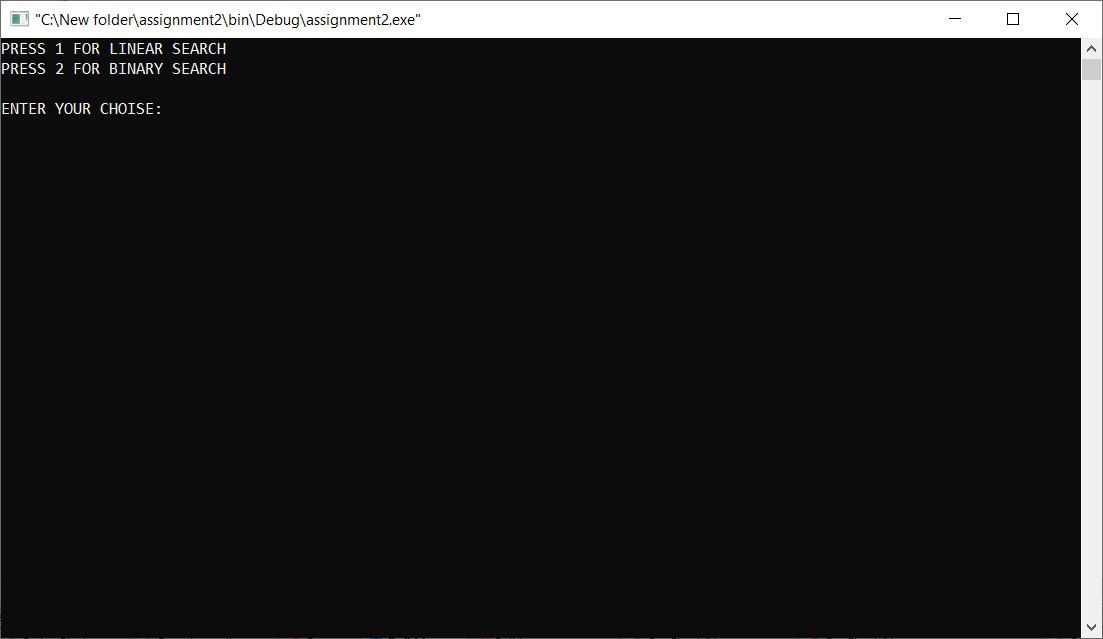 "C:\New folder\assignment2\bin\Debug\assignment2.exe"
PRESS 1 FOR LINEAR SEARCH
PRESS 2 FOR BINARY SEARCH
ENTER YOUR CHOISE: